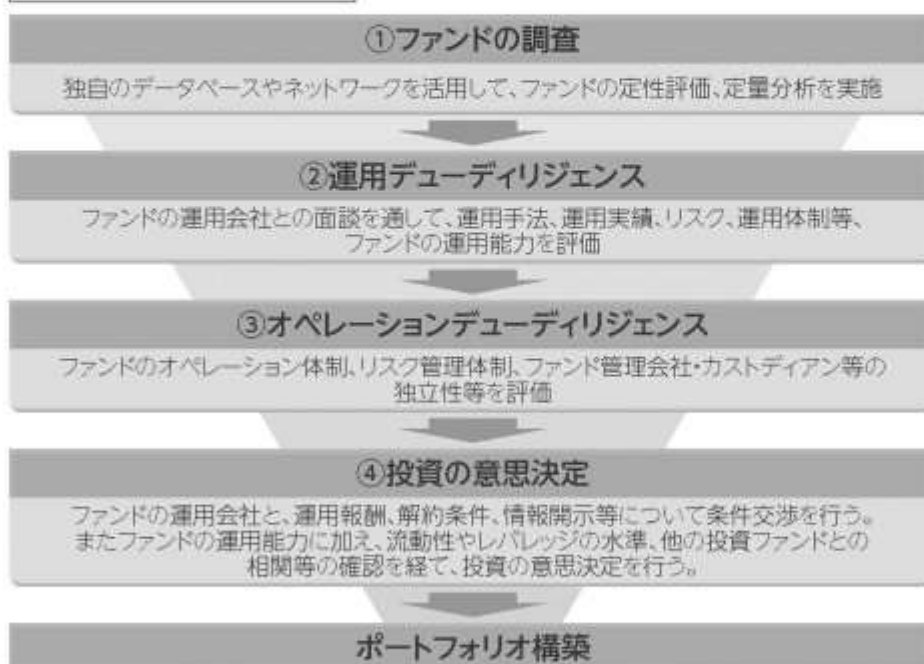 ①ファンドの調査
独自のデータベースやネットワークを活用して、ファンドの定性評価、定量分析を実施
②運用デューディリジェンス
ファンドの運用会社との面談を通して、運用手法、運用実績、リスク、運用体制等、
ファンドの運用能力を評価
③オペレーションデューディリジェンス
ファンドのオペレーション体制、リスク管理体制、ファンド管理会社・カストディアン等の
独立性等を評価
④投資の意思決定
ファンドの運用会社と、運用報酬、解約条件、情報開示等について条件交渉を行う。
またファンドの運用能力に加え、流動性やレバレッジの水準、他の投資ファンドとの
相関等の確認を経て、投資の意思決定を行う。
ポートフォリオ構築